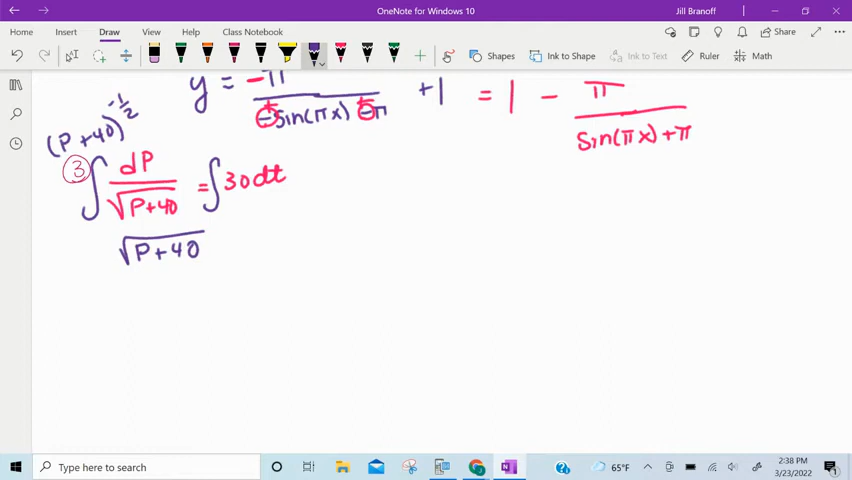 OneNote for Windows 10
Jill Branoff
Home Insert Draw View Help Class Notebook
Share
Shapes Ink to Shape Ink to Text Ruler Math
y = -π / -sin(πx) - π + 1 = 1 - π / sin(πx) + π
(P + 40)^-1/2
③ ∫ dP / √P+40 = ∫ 30 dt
√P + 40
Type here to search
65°F
2:38 PM
3/23/2022
1